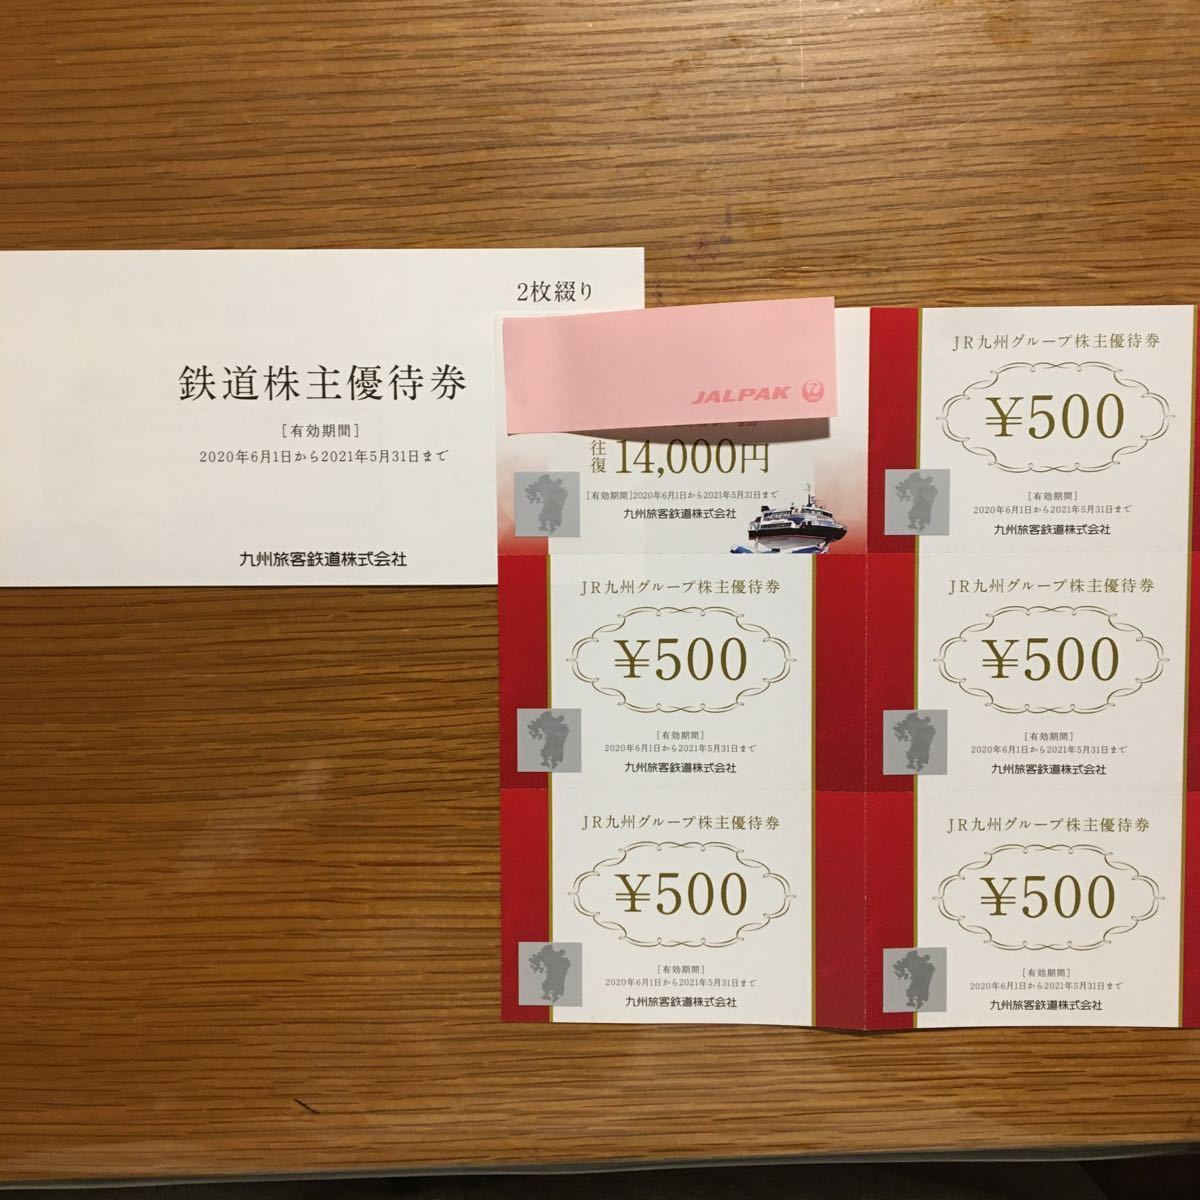 2枚綴り
鉄道株主優待券
[有効期間]
2020年6月1日から2021年5月31日まで
九州旅客鉄道株式会社
JALPAK
往復 14,000円
[有効期間]2020年6月1日から2021年5月31日まで
九州旅客鉄道株式会社
JR九州グループ株主優待券
¥500
[有効期間]
2020年6月1日から2021年5月31日まで
九州旅客鉄道株式会社
JR九州グループ株主優待券
¥500
[有効期間]
2020年6月1日から2021年5月31日まで
九州旅客鉄道株式会社
JR九州グループ株主優待券
¥500
[有効期間]
2020年6月1日から2021年5月31日まで
九州旅客鉄道株式会社
JR九州グループ株主優待券
¥500
[有効期間]
2020年6月1日から2021年5月31日まで
九州旅客鉄道株式会社
JR九州グループ株主優待券
¥500
[有効期間]
2020年6月1日から2021年5月31日まで
九州旅客鉄道株式会社